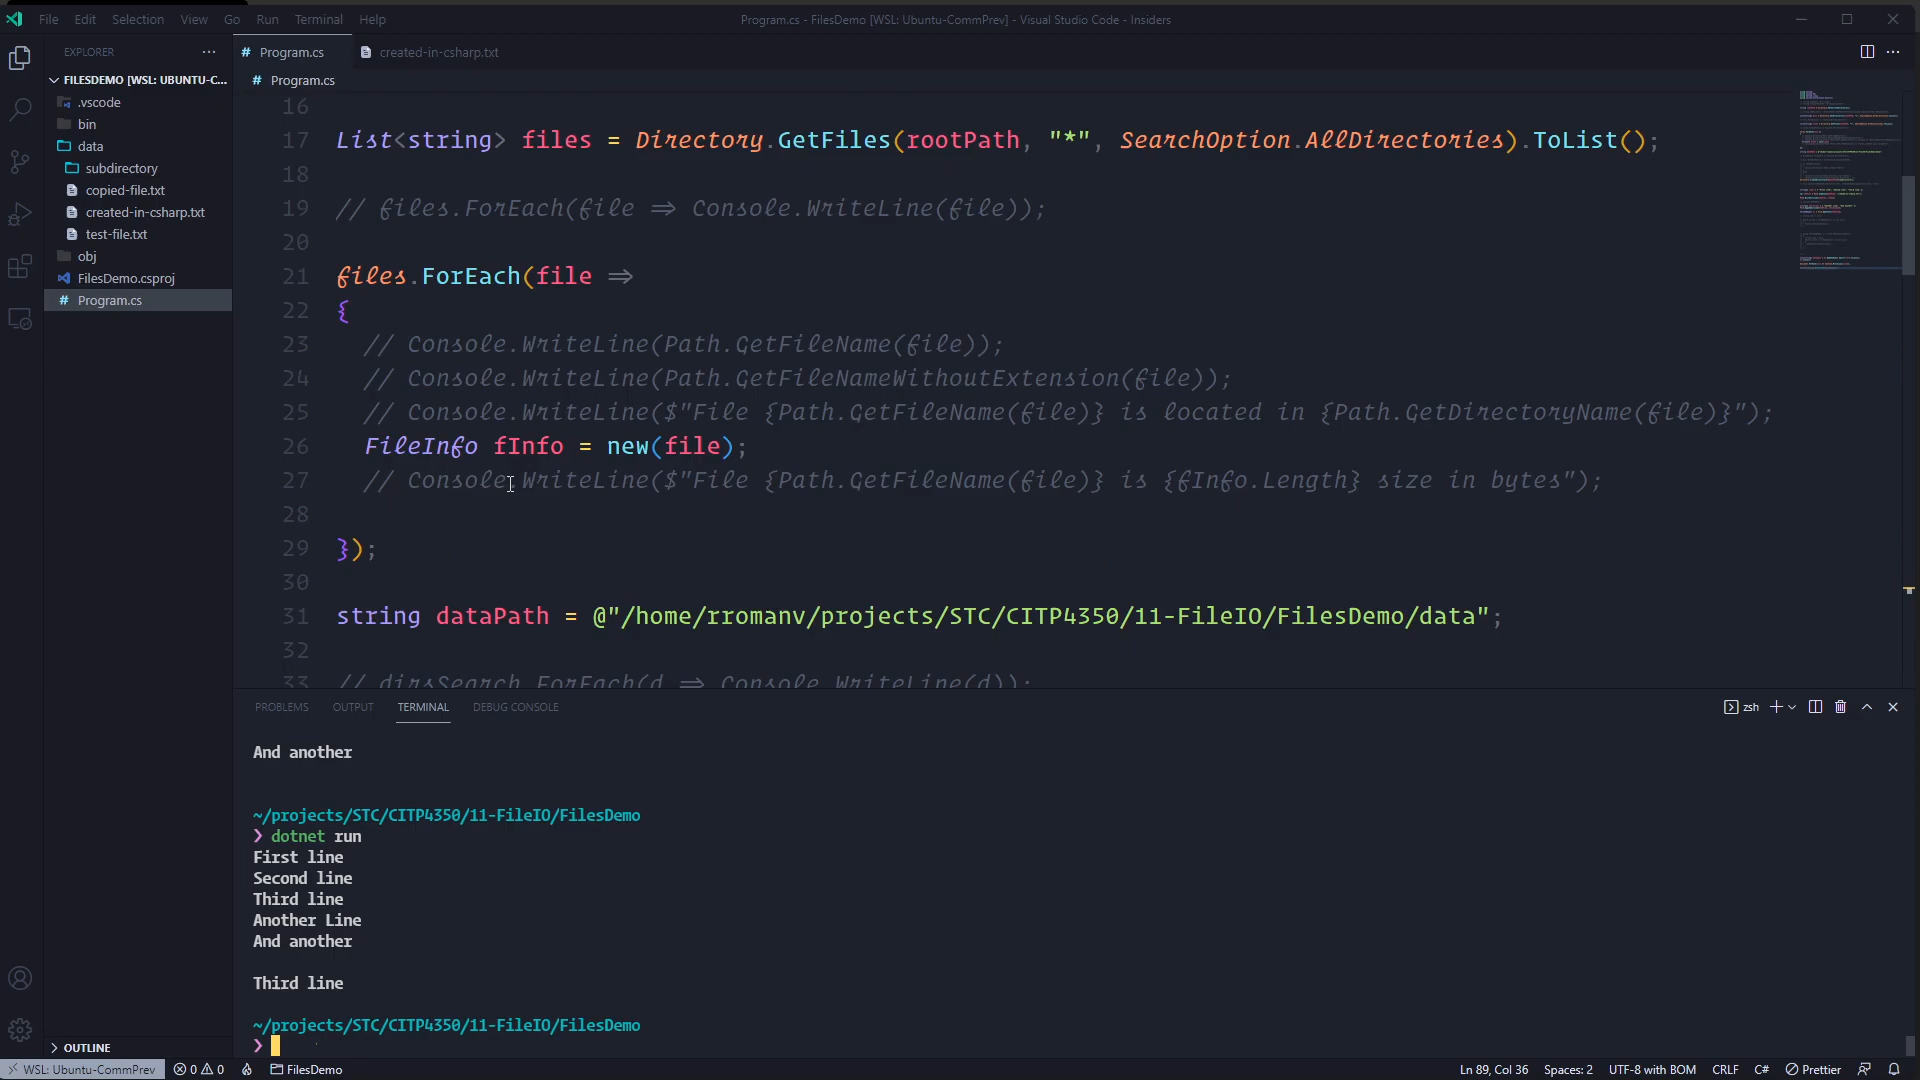 File Edit Selection View Go Run Terminal Help
Program.cs - FilesDemo [WSL: Ubuntu-CommPrev] - Visual Studio Code - Insiders
EXPLORER
FILESDEMO [WSL: UBUNTU-C...
.vscode
bin
data
subdirectory
copied-file.txt
created-in-csharp.txt
test-file.txt
obj
FilesDemo.csproj
# Program.cs
OUTLINE
# Program.cs
created-in-csharp.txt
# Program.cs
16
17 List<string> files = Directory.GetFiles(rootPath, "*", SearchOption.AllDirectories).ToList();
18
19 // files.ForEach(file => Console.WriteLine(file));
20
21 files.ForEach(file =>
22 {
23 // Console.WriteLine(Path.GetFileName(file));
24 // Console.WriteLine(Path.GetFileNameWithoutExtension(file));
25 // Console.WriteLine($"File {Path.GetFileName(file)} is located in {Path.GetDirectoryName(file)}");
26 FileInfo fInfo = new(file);
27 // Console.WriteLine($"File {Path.GetFileName(file)} is {fInfo.Length} size in bytes");
28
29 });
30
31 string dataPath = @"/home/rromanv/projects/STC/CITP4350/11-FileIO/FilesDemo/data";
32
33 // dirsSearch.ForEach(d => Console.WriteLine(d));
PROBLEMS OUTPUT TERMINAL DEBUG CONSOLE
zsh
And another
~/projects/STC/CITP4350/11-FileIO/FilesDemo
❯ dotnet run
First line
Second line
Third line
Another Line
And another
Third line
~/projects/STC/CITP4350/11-FileIO/FilesDemo
❯
WSL: Ubuntu-CommPrev 0 0 FilesDemo Ln 89, Col 36 Spaces: 2 UTF-8 with BOM CRLF C# Prettier